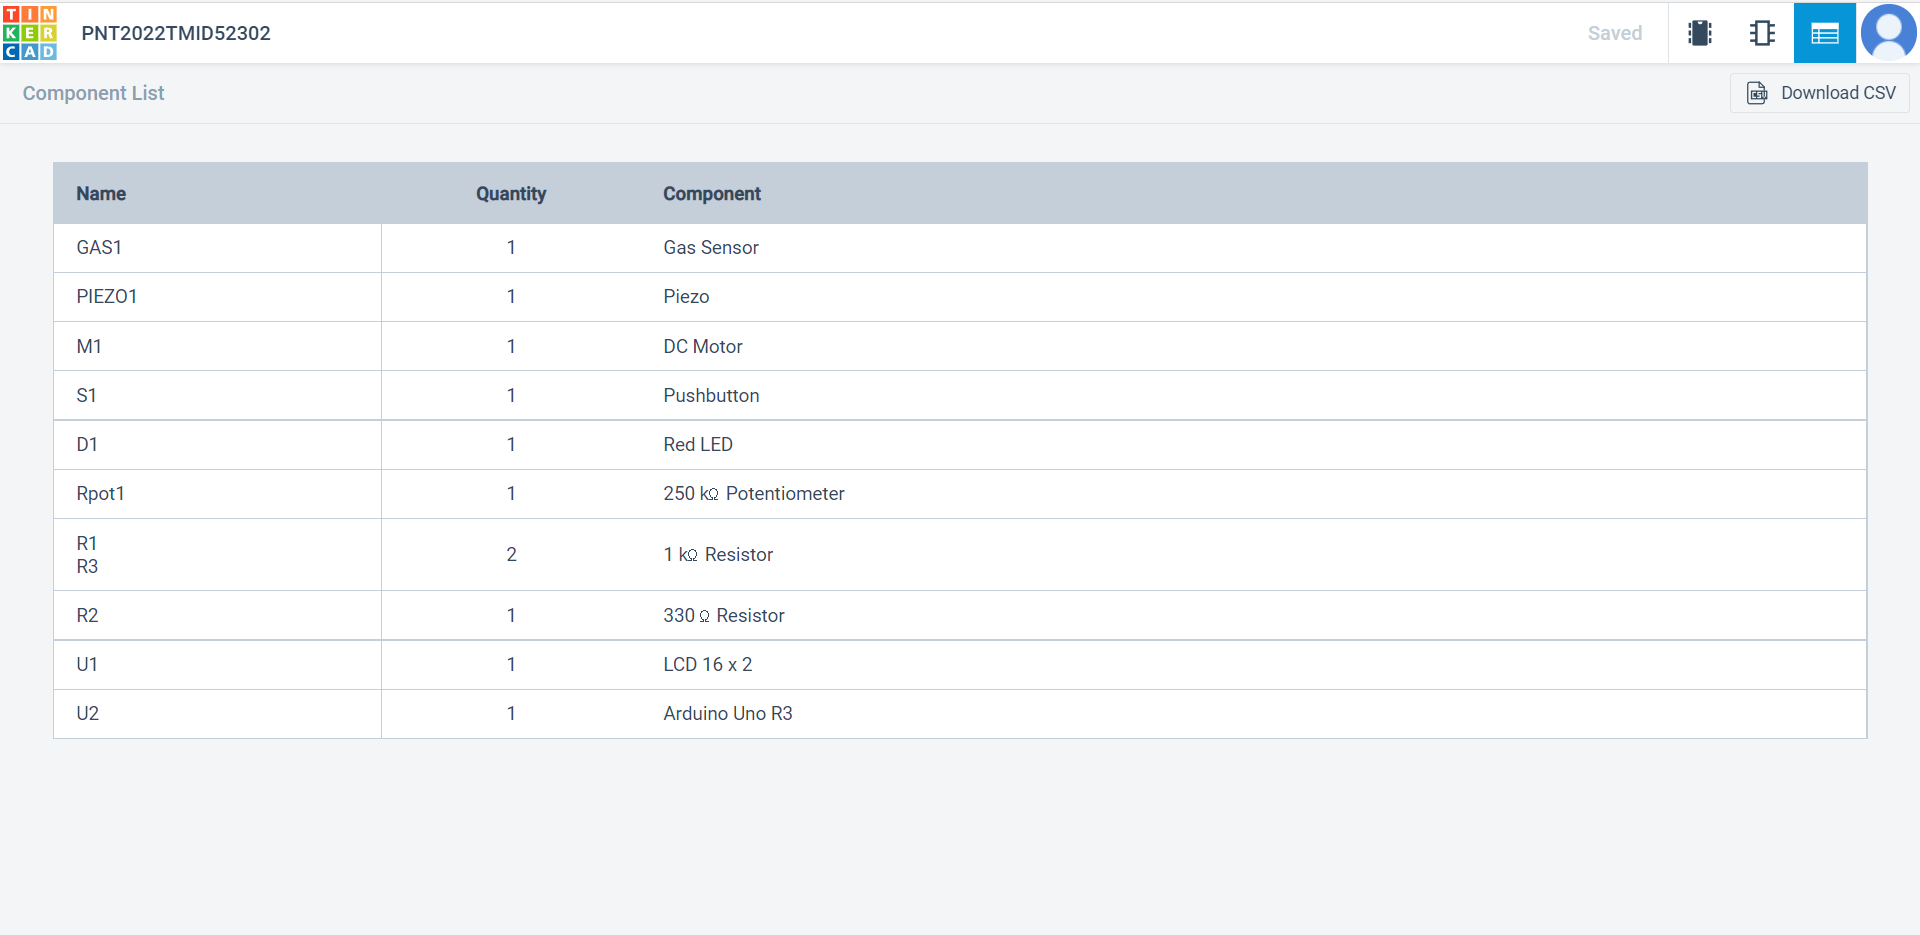 TIN
KER
CAD
PNT2022TMID52302
Saved
Component List
CSV
Download CSV
Name Quantity Component
GAS1 1 Gas Sensor
PIEZO1 1 Piezo
M1 1 DC Motor
S1 1 Pushbutton
D1 1 Red LED
Rpot1 1 250 kΩ Potentiometer
R1
R3
2 1 kΩ Resistor
R2 1 330 Ω Resistor
U1 1 LCD 16 x 2
U2 1 Arduino Uno R3